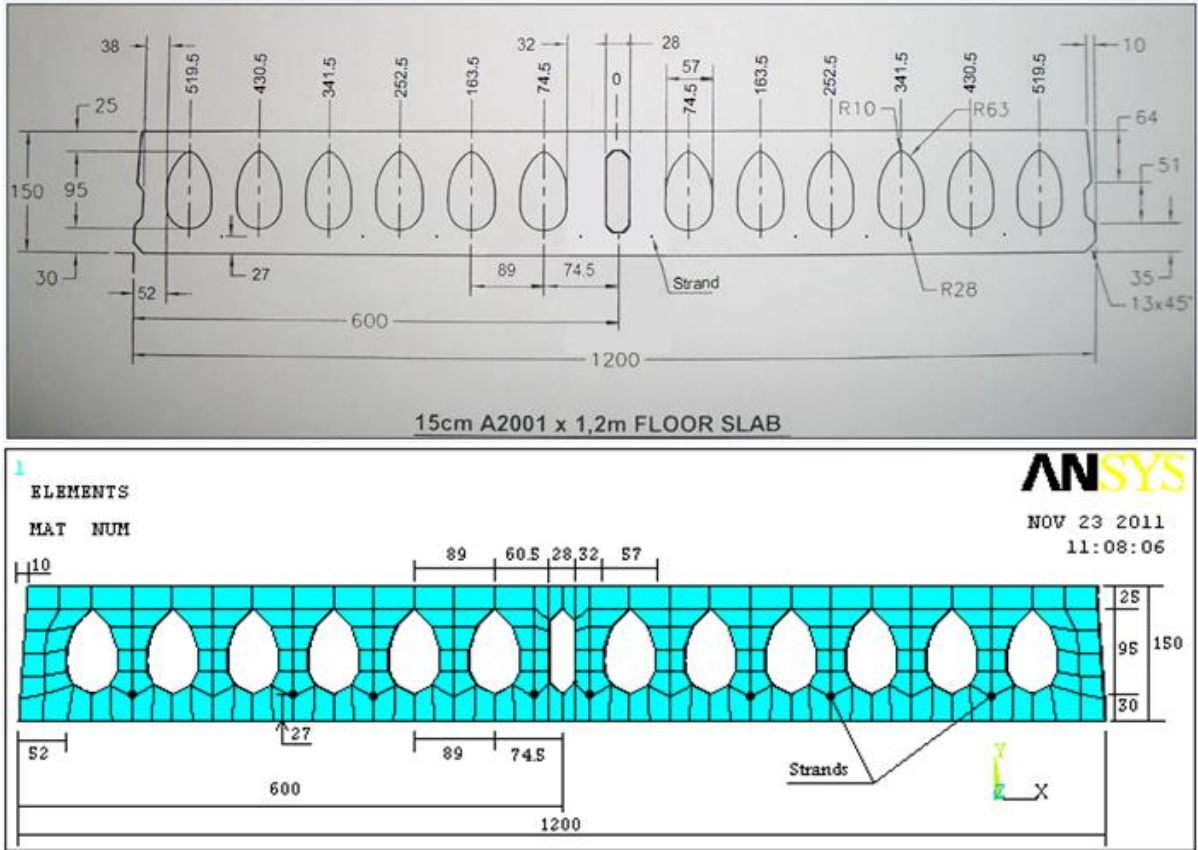 38 519.5 430.5 341.5 252.5 163.5 74.5 32 0 28 57 74.5 163.5 252.5 341.5 430.5 519.5 10
25 R10 R63 64
150 95 51
30 52 27 89 74.5 Strand R28 35
13x45°
600
1200
15cm A2001 x 1,2m FLOOR SLAB
1
ELEMENTS
MAT NUM
ANSYS
NOV 23 2011
11:08:06
10 89 60.5 28 32 57
25
95 150
30
52 27 89 74.5 Strands
Y
Z X
600
1200